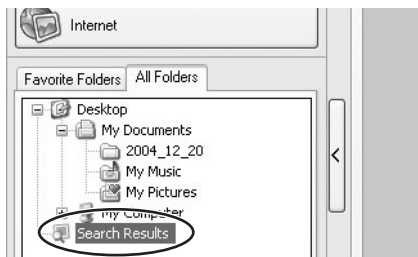 Internet
Favorite Folders All Folders
Desktop
My Documents
2004_12_20
My Music
My Pictures
My Computer
Search Results